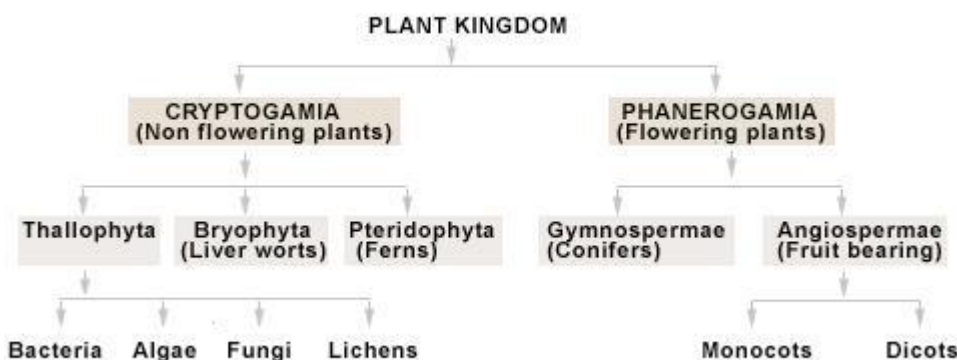 PLANT KINGDOM
CRYPTOGAMIA
(Non flowering plants)
PHANEROGAMIA
(Flowering plants)
Thallophyta
Bryophyta
(Liver worts)
Pteridophyta
(Ferns)
Gymnospermae
(Conifers)
Angiospermae
(Fruit bearing)
Bacteria
Algae
Fungi
Lichens
Monocots
Dicots